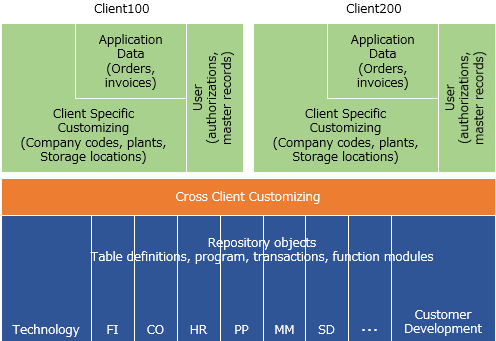 Client100
Application
Data
(Orders,
invoices)
Client Specific
Customizing
(Company codes, plants,
Storage locations)
User
(authorizations,
master records)
Client200
Application
Data
(Orders,
invoices)
Client Specific
Customizing
(Company codes, plants,
Storage locations)
User
(authorizations,
master records)
Cross Client Customizing
Repository objects
Table definitions, program, transactions, function modules
Technology
FI
CO
HR
PP
MM
SD
...
Customer
Development